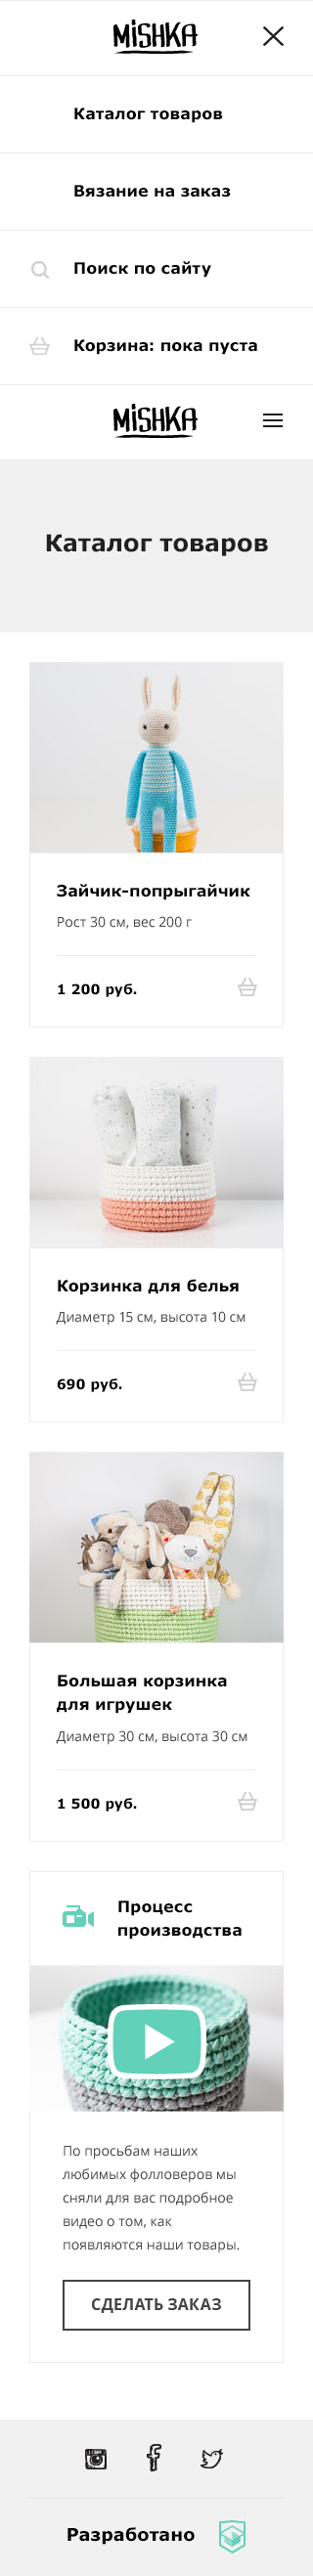 MiSHKA
Каталог товаров
Вязание на заказ
Поиск по сайту
Корзина: пока пуста
MiSHKA
Каталог товаров
Зайчик-попрыгайчик
Рост 30 см, вес 200 г
1 200 руб.
Корзинка для белья
Диаметр 15 см, высота 10 см
690 руб.
Большая корзинка
для игрушек
Диаметр 30 см, высота 30 см
1 500 руб.
Процесс
производства
По просьбам наших
любимых фолловеров мы
сняли для вас подробное
видео о том, как
появляются наши товары.
СДЕЛАТЬ ЗАКАЗ
Разработано